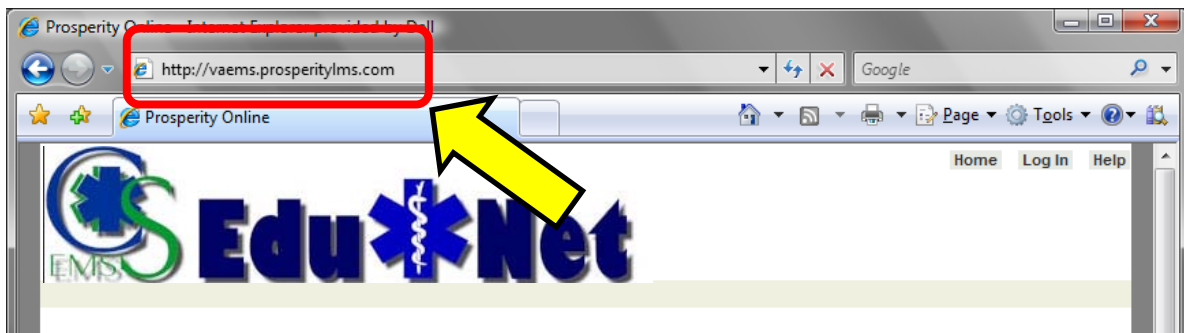 Prosperity Online - Internet Explorer provided by Dell
http://vaems.prosperitylms.com
Google
Prosperity Online
Page
Tools
Home Log In Help
CS
EMS
Edu Net